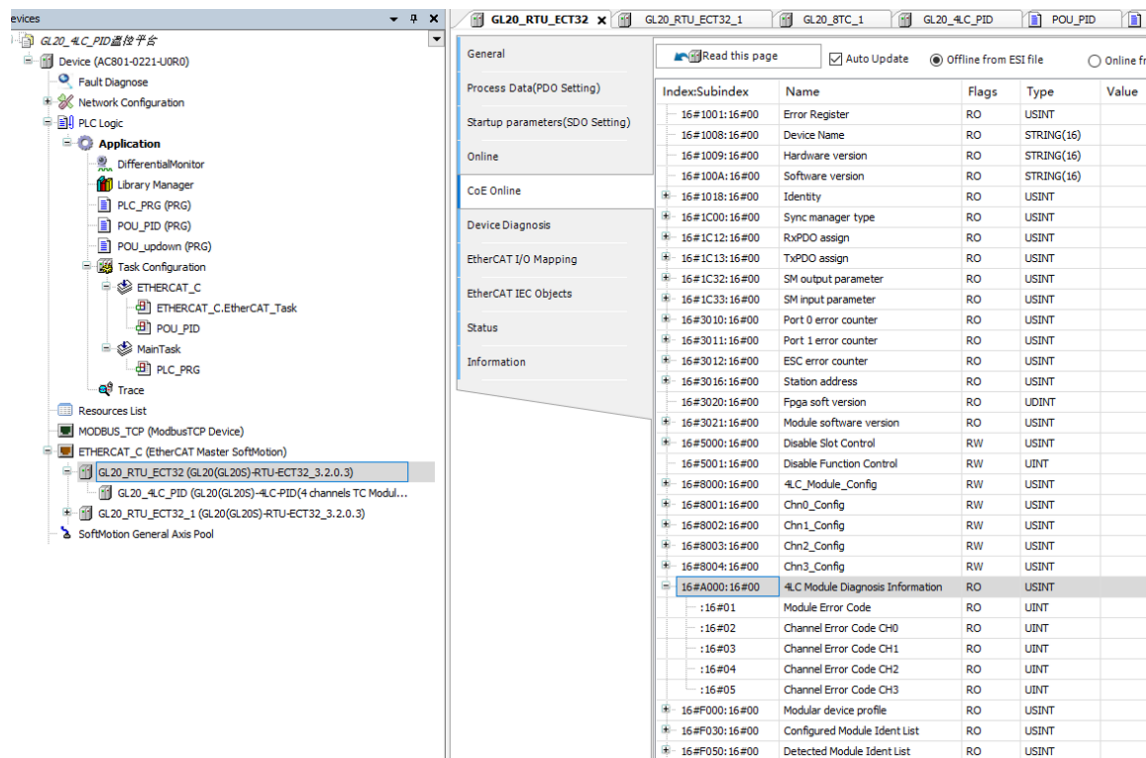 evices
GL20_4LC_PID温控平台
Device (AC801-0221-U0R0)
Fault Diagnose
Network Configuration
PLC Logic
Application
DifferentialMonitor
Library Manager
PLC_PRG (PRG)
POU_PID (PRG)
POU_updown (PRG)
Task Configuration
ETHERCAT_C
ETHERCAT_C.EtherCAT_Task
POU_PID
MainTask
PLC_PRG
Trace
Resources List
MODBUS_TCP (ModbusTCP Device)
ETHERCAT_C (EtherCAT Master SoftMotion)
GL20_RTU_ECT32 (GL20(GL20S)-RTU-ECT32_3.2.0.3)
GL20_4LC_PID (GL20(GL20S)-4LC-PID(4 channels TC Modul...
GL20_RTU_ECT32_1 (GL20(GL20S)-RTU-ECT32_3.2.0.3)
SoftMotion General Axis Pool
GL20_RTU_ECT32 GL20_RTU_ECT32_1 GL20_8TC_1 GL20_4LC_PID POU_PID
General
Process Data(PDO Setting)
Startup parameters(SDO Setting)
Online
CoE Online
Device Diagnosis
EtherCAT I/O Mapping
EtherCAT IEC Objects
Status
Information
Read this page Auto Update Offline from ESI file Online fr
Index:Subindex Name Flags Type Value
16#1001:16#00 Error Register RO USINT
16#1008:16#00 Device Name RO STRING(16)
16#1009:16#00 Hardware version RO STRING(16)
16#100A:16#00 Software version RO STRING(16)
16#1018:16#00 Identity RO USINT
16#1C00:16#00 Sync manager type RO USINT
16#1C12:16#00 RxPDO assign RO USINT
16#1C13:16#00 TxPDO assign RO USINT
16#1C32:16#00 SM output parameter RO USINT
16#1C33:16#00 SM input parameter RO USINT
16#3010:16#00 Port 0 error counter RO USINT
16#3011:16#00 Port 1 error counter RO USINT
16#3012:16#00 ESC error counter RO USINT
16#3016:16#00 Station address RO USINT
16#3020:16#00 Fpga soft version RO UDINT
16#3021:16#00 Module software version RO USINT
16#5000:16#00 Disable Slot Control RW USINT
16#5001:16#00 Disable Function Control RW UINT
16#8000:16#00 4LC_Module_Config RW USINT
16#8001:16#00 Chn0_Config RW USINT
16#8002:16#00 Chn1_Config RW USINT
16#8003:16#00 Chn2_Config RW USINT
16#8004:16#00 Chn3_Config RW USINT
16#A000:16#00 4LC Module Diagnosis Information RO USINT
:16#01 Module Error Code RO UINT
:16#02 Channel Error Code CH0 RO UINT
:16#03 Channel Error Code CH1 RO UINT
:16#04 Channel Error Code CH2 RO UINT
:16#05 Channel Error Code CH3 RO UINT
16#F000:16#00 Modular device profile RO USINT
16#F030:16#00 Configured Module Ident List RO USINT
16#F050:16#00 Detected Module Ident List RO USINT